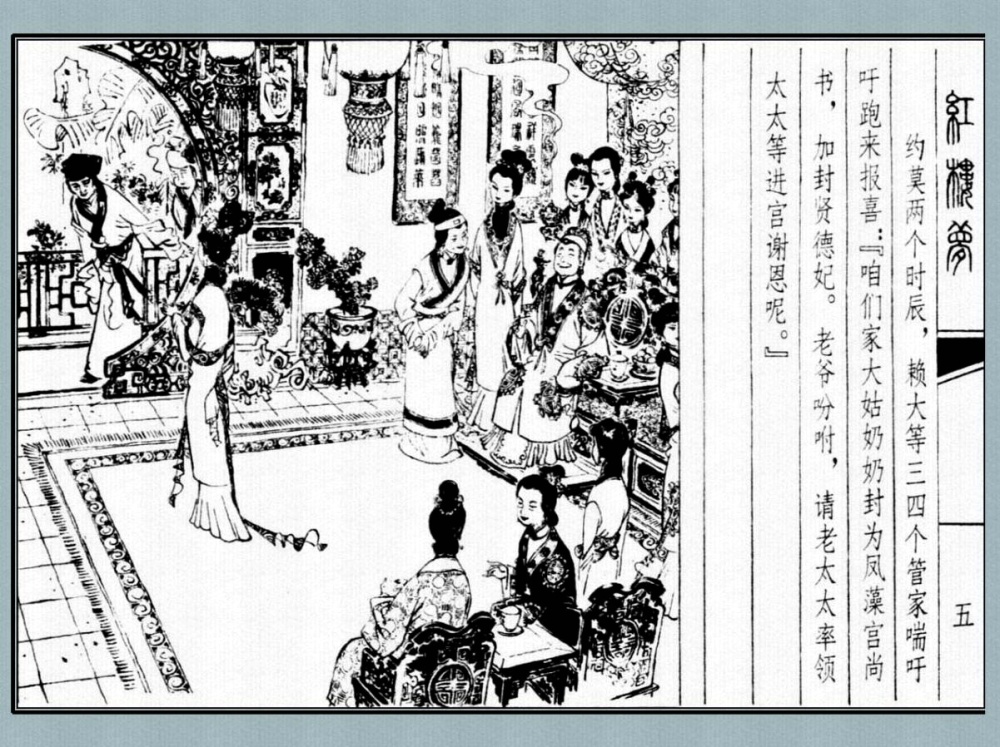 紅樓夢
五
约莫两个时辰，赖大等三四个管家喘吁
吁跑来报喜：『咱们家大姑奶奶封为凤藻宫尚
书，加封贤德妃。老爷吩咐，请老太太率领
太太等进宫谢恩呢。』